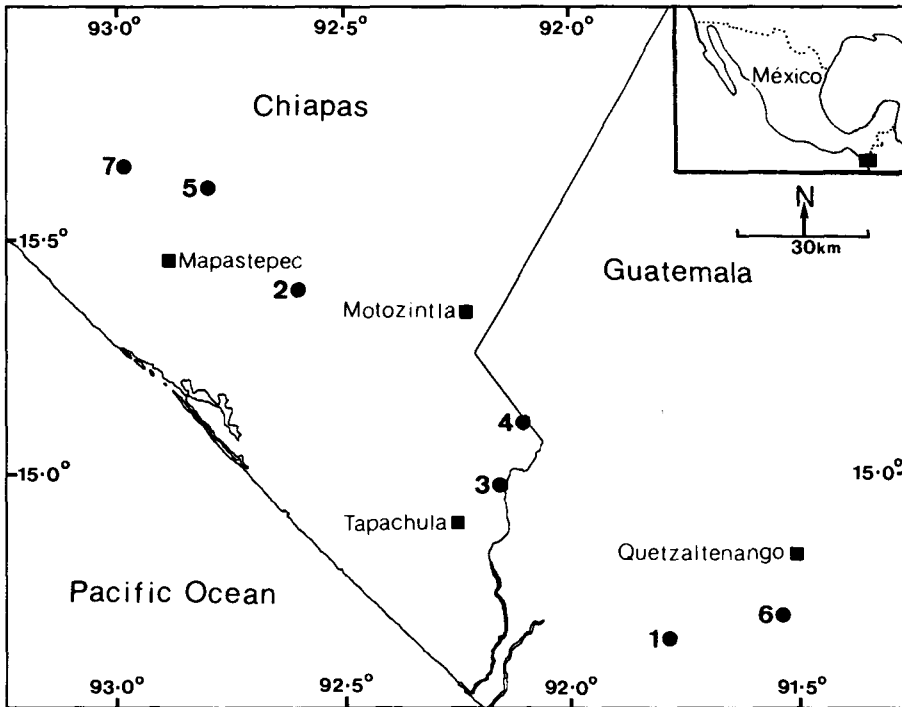 93.0°
92.5°
92.0°
México
Chiapas
7
5
N
15.5°
30km
Mapastepec
Guatemala
2
Motozintla
4
15.0°
3
15.0°
Tapachula
Quetzaltenango
Pacific Ocean
6
1
93.0°
92.5°
92.0°
91.5°